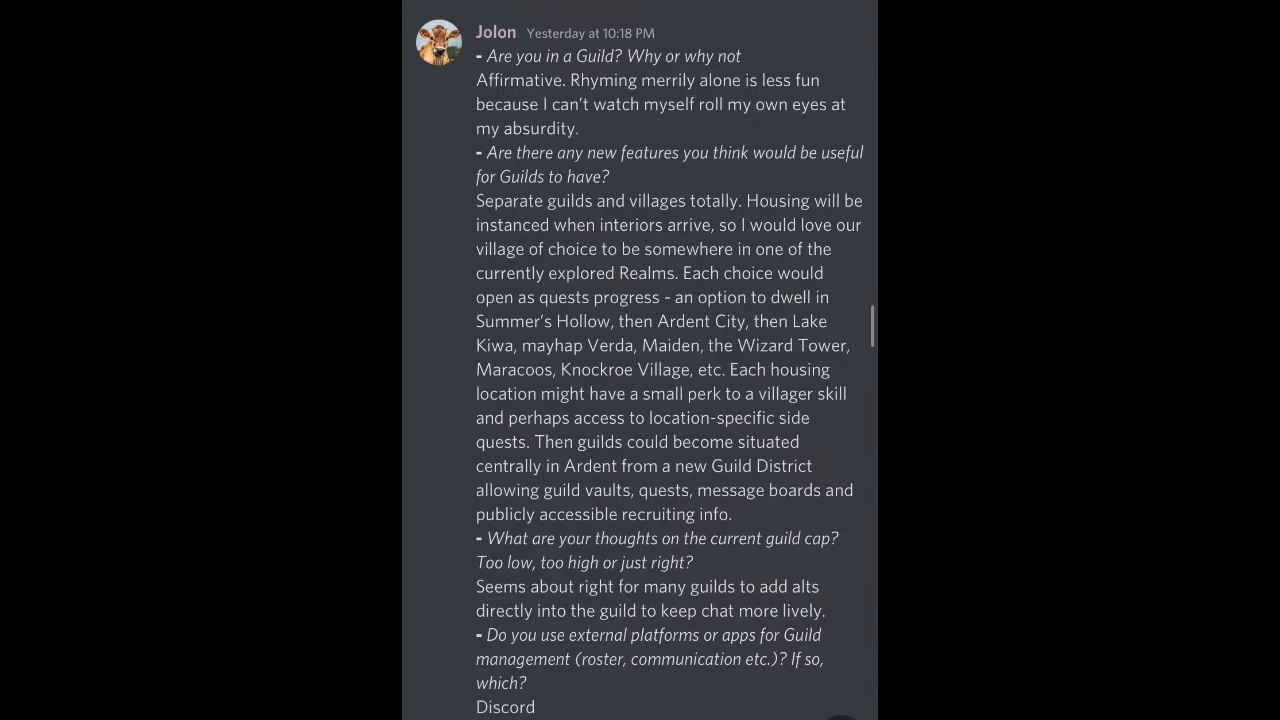 Jolon Yesterday at 10:18 PM
- Are you in a Guild? Why or why not
Affirmative. Rhyming merrily alone is less fun
because I can’t watch myself roll my own eyes at
my absurdity.
- Are there any new features you think would be useful
for Guilds to have?
Separate guilds and villages totally. Housing will be
instanced when interiors arrive, so I would love our
village of choice to be somewhere in one of the
currently explored Realms. Each choice would
open as quests progress - an option to dwell in
Summer’s Hollow, then Ardent City, then Lake
Kiwa, mayhap Verda, Maiden, the Wizard Tower,
Maracoos, Knockroe Village, etc. Each housing
location might have a small perk to a villager skill
and perhaps access to location-specific side
quests. Then guilds could become situated
centrally in Ardent from a new Guild District
allowing guild vaults, quests, message boards and
publicly accessible recruiting info.
- What are your thoughts on the current guild cap?
Too low, too high or just right?
Seems about right for many guilds to add alts
directly into the guild to keep chat more lively.
- Do you use external platforms or apps for Guild
management (roster, communication etc.)? If so,
which?
Discord